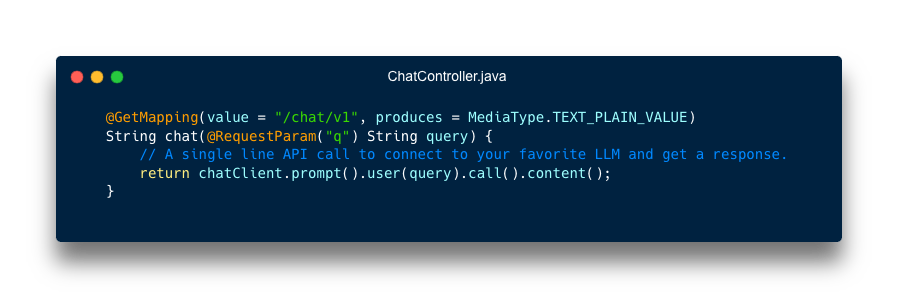 ChatController.java
@GetMapping(value = "/chat/v1", produces = MediaType.TEXT_PLAIN_VALUE)
String chat(@RequestParam("q") String query) {
    // A single line API call to connect to your favorite LLM and get a response.
    return chatClient.prompt().user(query).call().content();
}